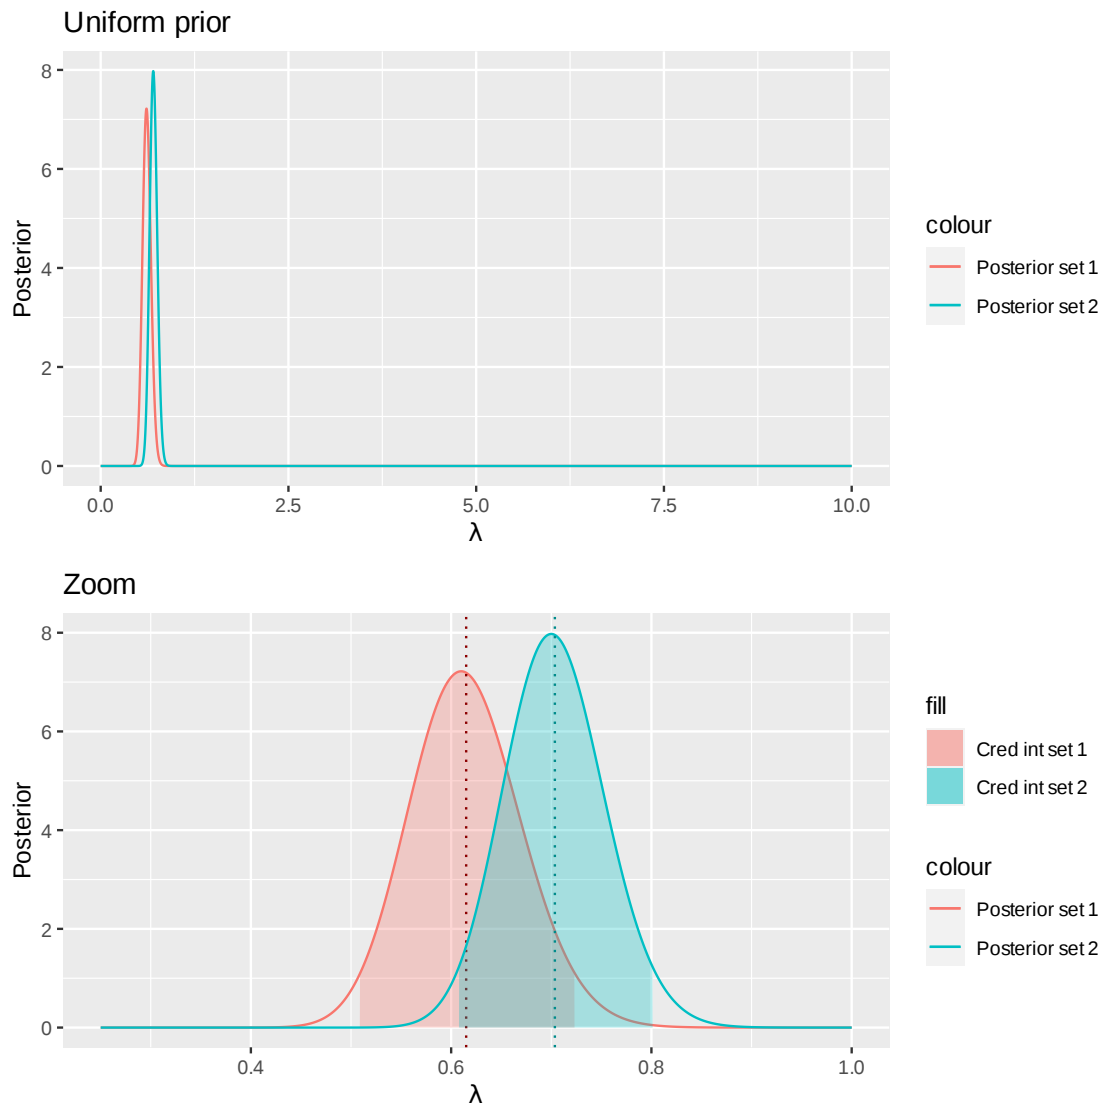 Uniform prior
8
6
4
2
0
Posterior
0.0 2.5 5.0 7.5 10.0
λ
colour
Posterior set 1
Posterior set 2
Zoom
8
6
4
2
0
Posterior
0.4 0.6 0.8 1.0
λ
fill
Cred int set 1
Cred int set 2
colour
Posterior set 1
Posterior set 2